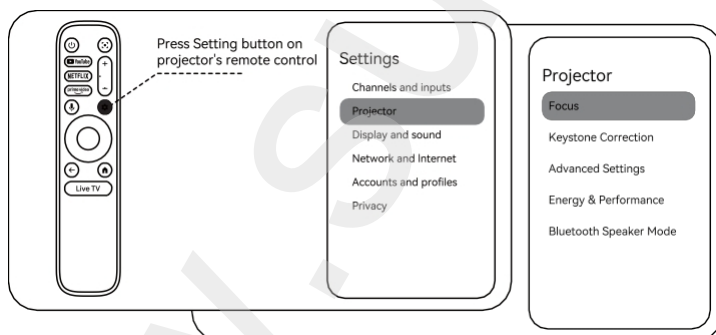 YouTube
NETFLIX
prime video
Live TV
Press Setting button on
projector's remote control
Settings
Channels and inputs
Projector
Display and sound
Network and Internet
Accounts and profiles
Privacy
Projector
Focus
Keystone Correction
Advanced Settings
Energy & Performance
Bluetooth Speaker Mode